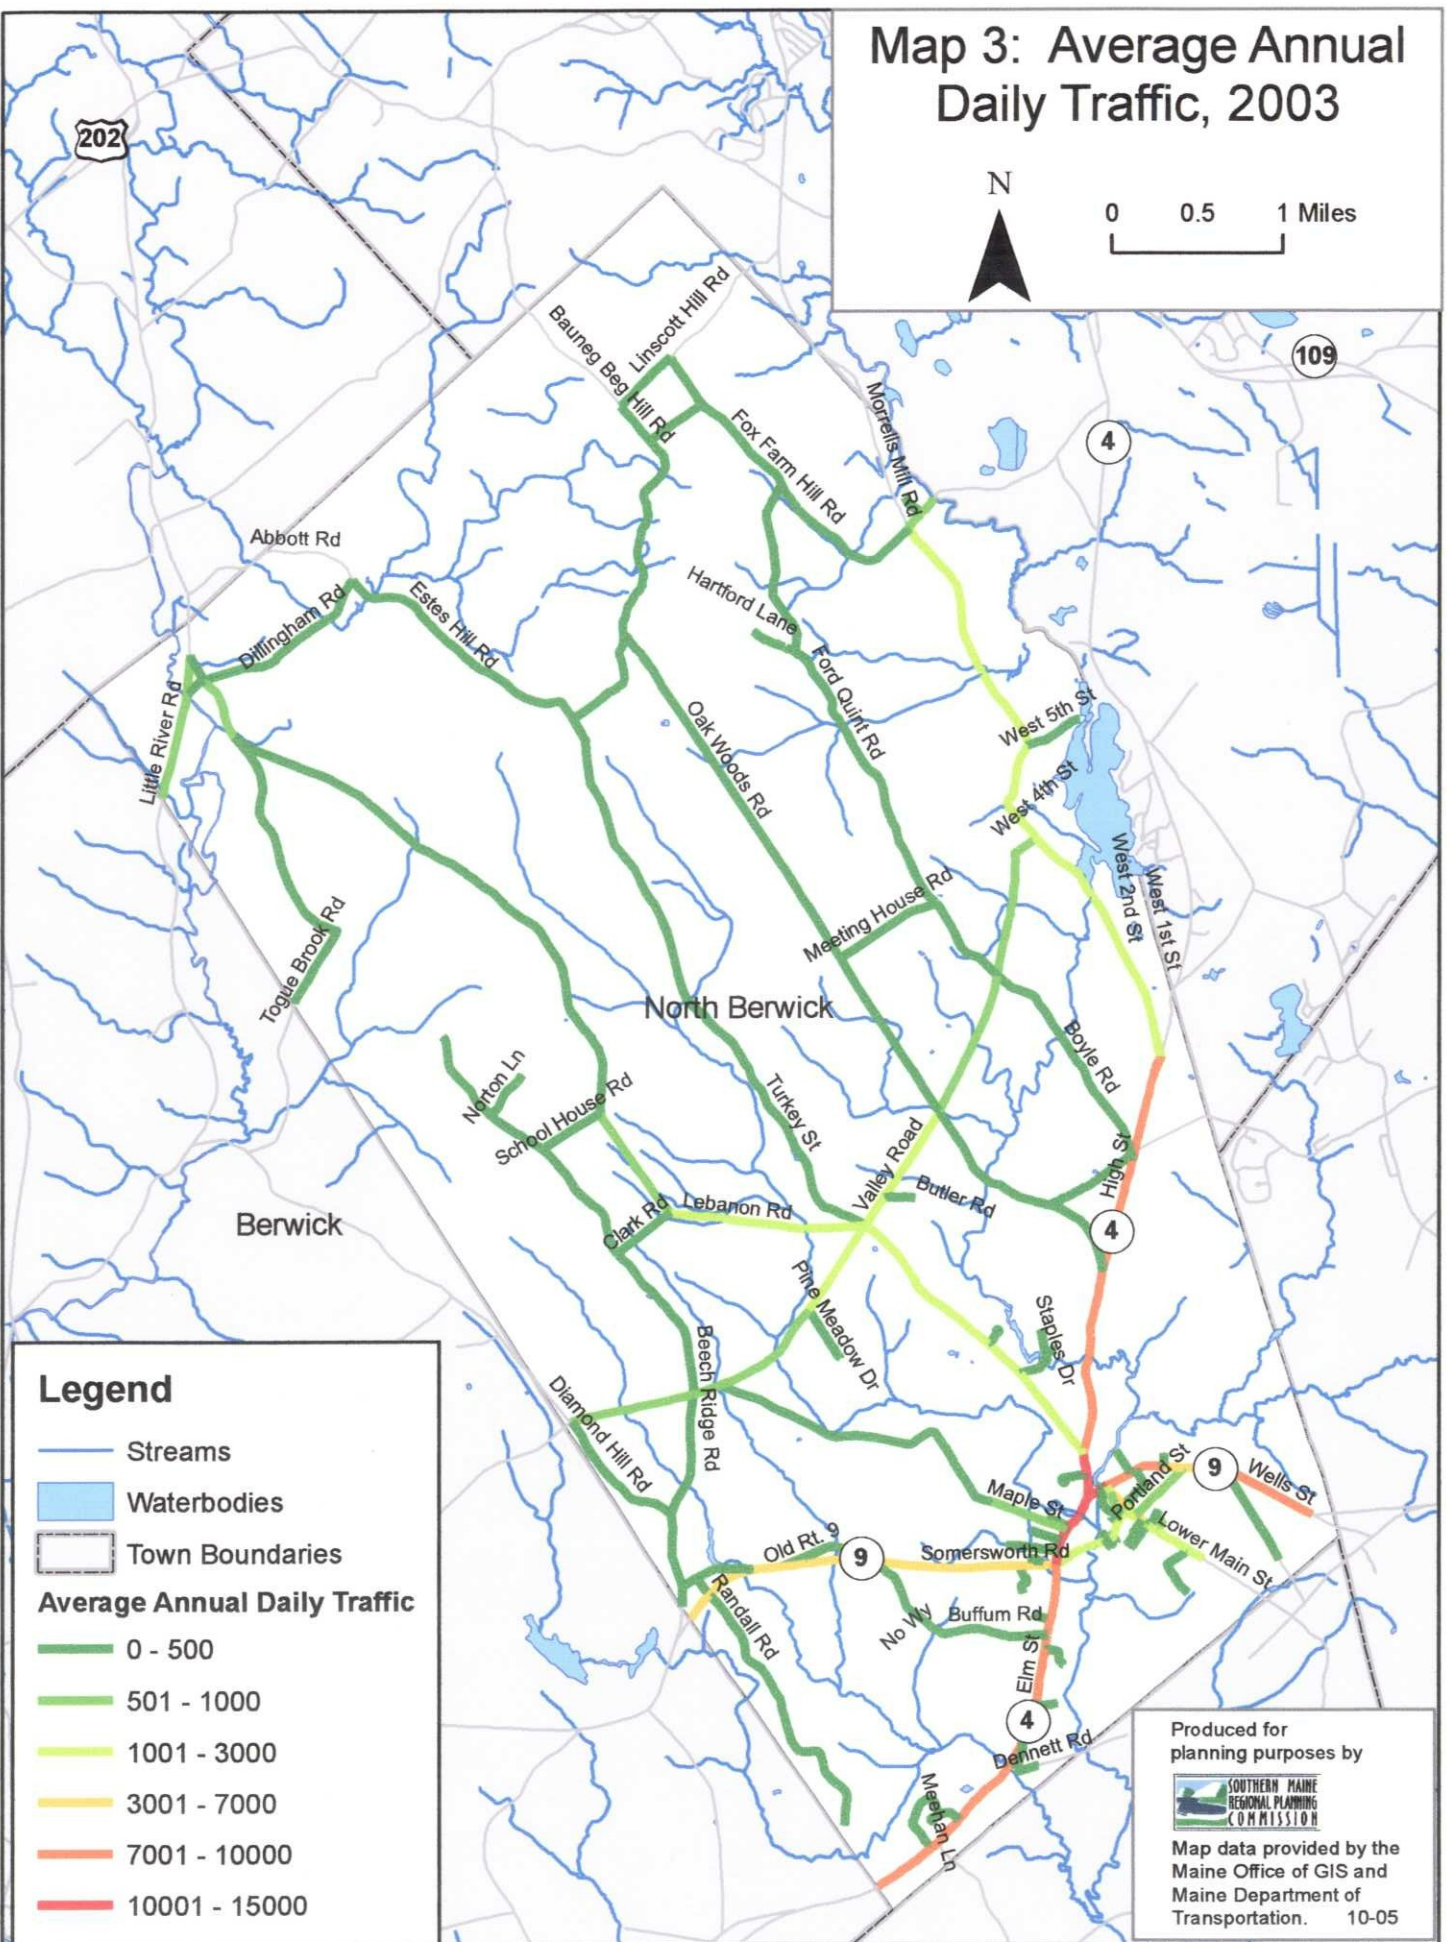 Map 3: Average Annual
Daily Traffic, 2003
N
0 0.5 1 Miles
202
109
4
Linscott Hill Rd
Bauneg Beg Hill Rd
Fox Farm Hill Rd
Morrells Mill Rd
Abbott Rd
Dillingham Rd
Estes Hill Rd
Hartford Lane
Ford Quint Rd
Little River Rd
Oak Woods Rd
West 5th St
West 4th St
West 2nd St
West 1st St
Meeting House Rd
Togue Brook Rd
North Berwick
Boyle Rd
Norton Ln
School House Rd
Turkey St
Valley Road
Butler Rd
High St
4
Berwick
Clark Rd
Lebanon Rd
Pine Meadow Dr
Staples Dr
Beech Ridge Rd
Diamond Hill Rd
Maple St
Portland St
9
Wells St
Old Rt. 9
9
Somersworth Rd
Lower Main St
Randall Rd
No Wy
Buffum Rd
Elm St
4
Dennett Rd
Meehan Ln
Legend
Streams
Waterbodies
Town Boundaries
Average Annual Daily Traffic
0 - 500
501 - 1000
1001 - 3000
3001 - 7000
7001 - 10000
10001 - 15000
Produced for
planning purposes by
SOUTHERN MAINE
REGIONAL PLANNING
COMMISSION
Map data provided by the
Maine Office of GIS and
Maine Department of
Transportation. 10-05